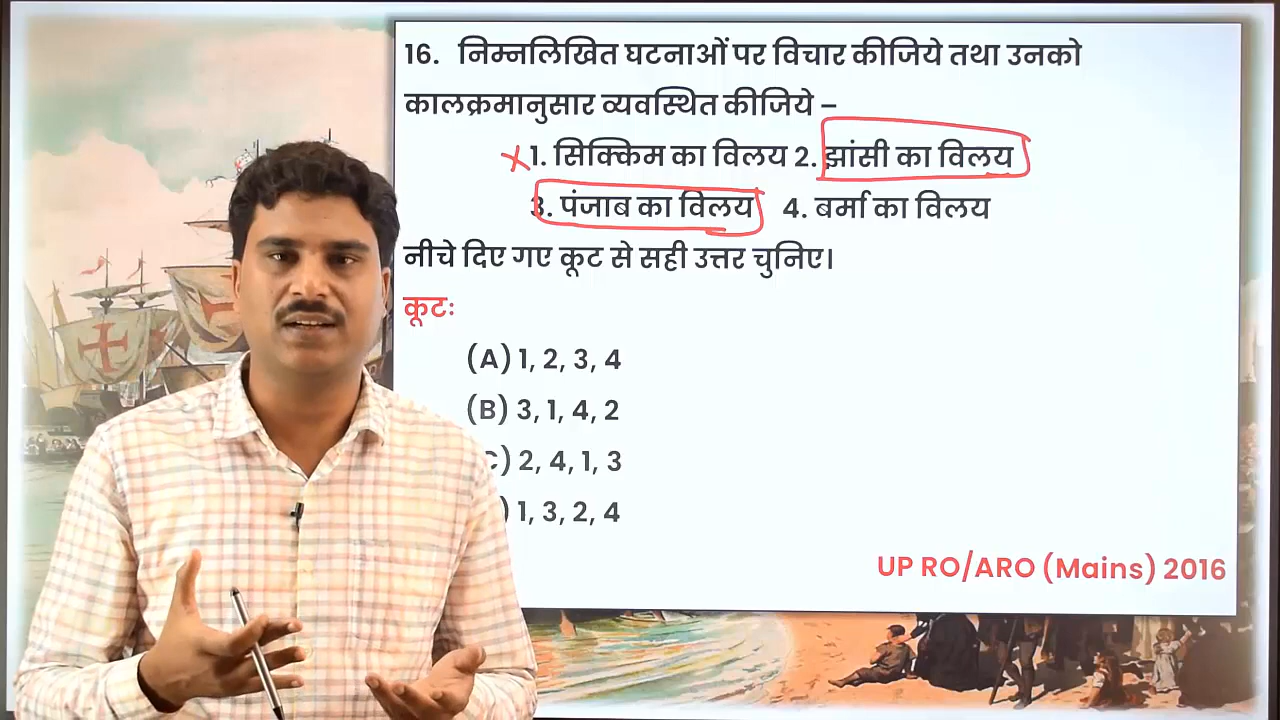 16. निम्नलिखित घटनाओं पर विचार कीजिये तथा उनको
कालक्रमानुसार व्यवस्थित कीजिये –
1. सिक्किम का विलय 2. झांसी का विलय
3. पंजाब का विलय 4. बर्मा का विलय
नीचे दिए गए कूट से सही उत्तर चुनिए।
कूटः
(A) 1, 2, 3, 4
(B) 3, 1, 4, 2
C) 2, 4, 1, 3
) 1, 3, 2, 4
UP RO/ARO (Mains) 2016